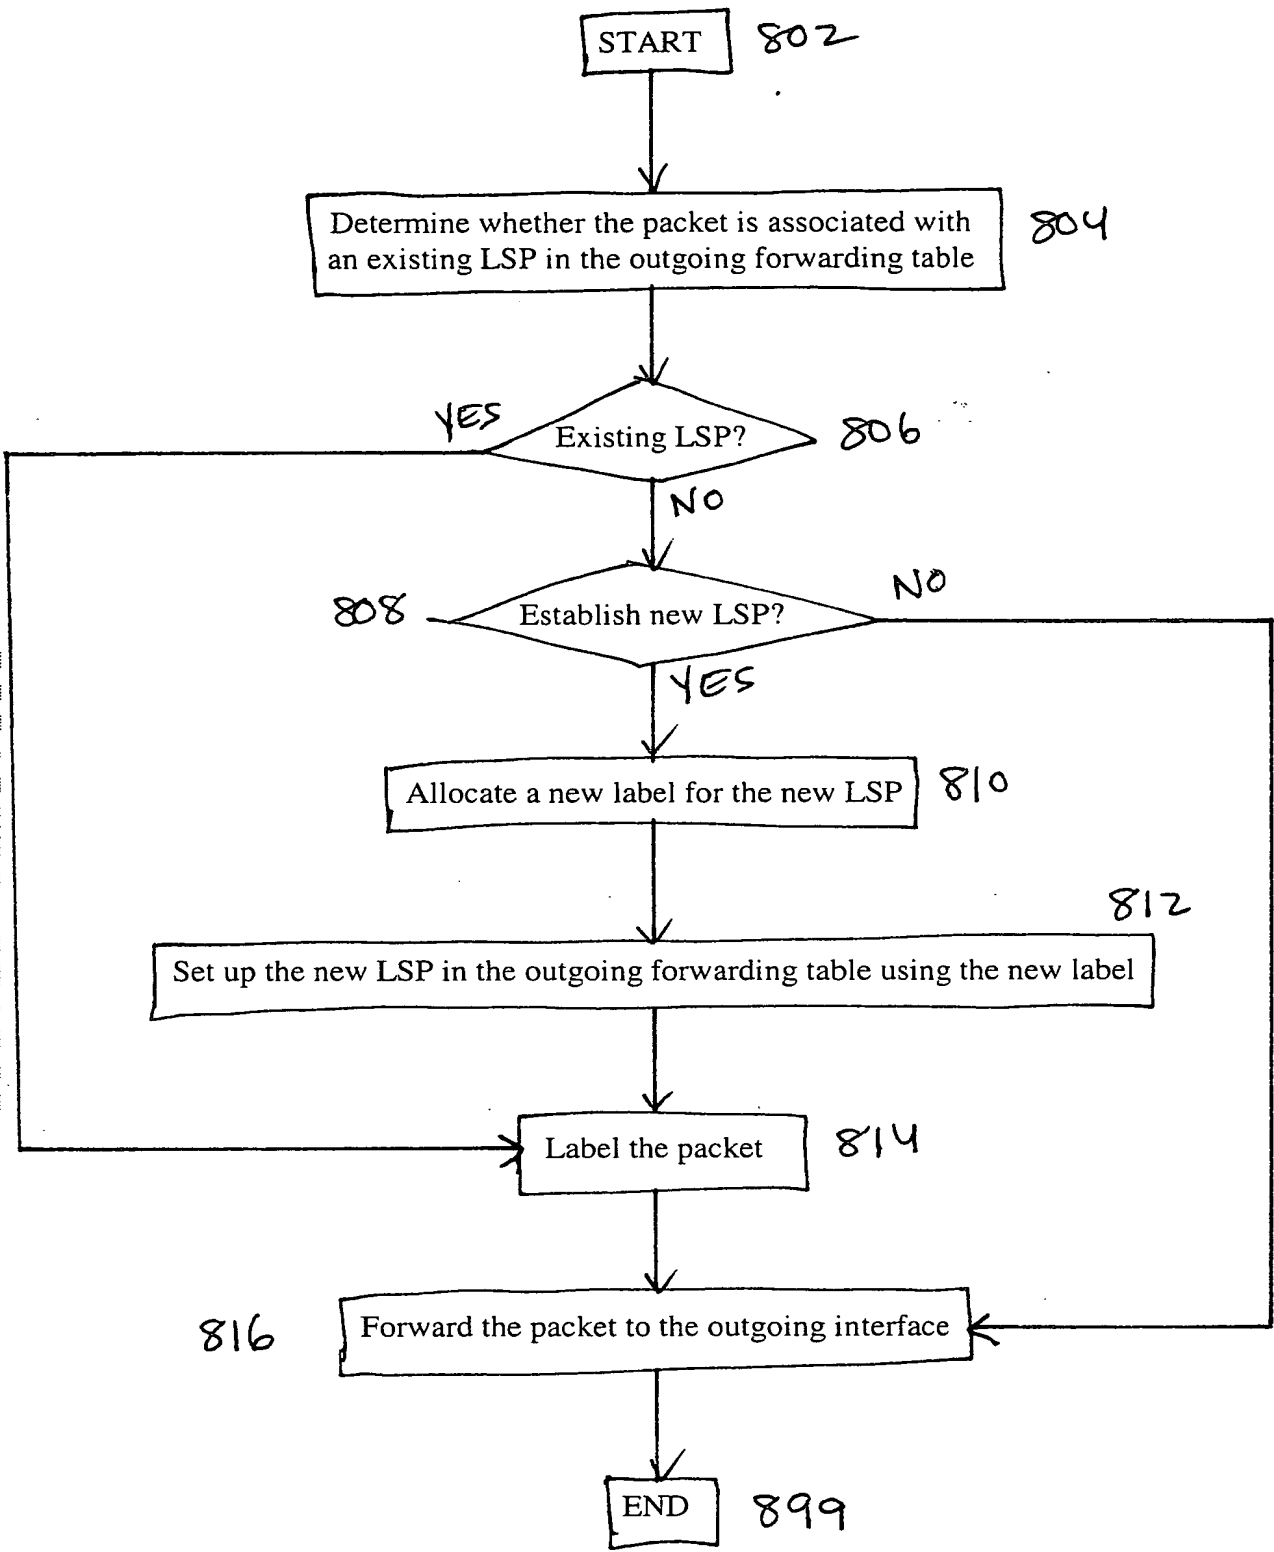 START 802
Determine whether the packet is associated with
an existing LSP in the outgoing forwarding table
804
YES
Existing LSP? 806
NO
NO
808 Establish new LSP?
YES
Allocate a new label for the new LSP 810
812
Set up the new LSP in the outgoing forwarding table using the new label
Label the packet 814
816 Forward the packet to the outgoing interface
END 899